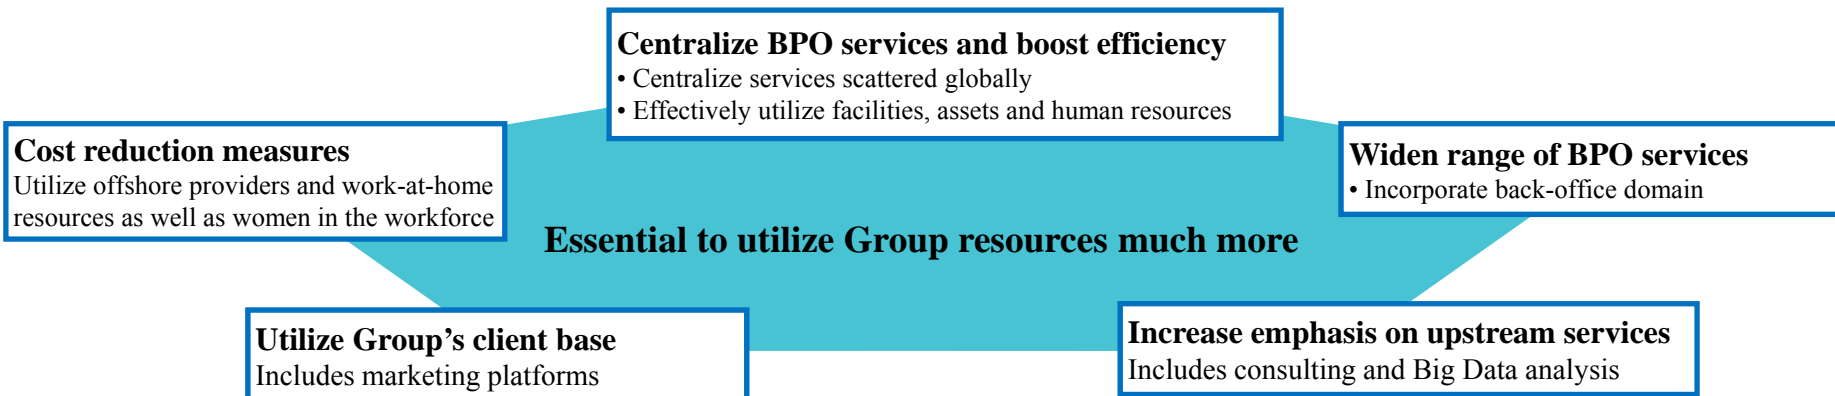 Centralize BPO services and boost efficiency
• Centralize services scattered globally
• Effectively utilize facilities, assets and human resources
Cost reduction measures
Utilize offshore providers and work-at-home
resources as well as women in the workforce
Widen range of BPO services
• Incorporate back-office domain
Essential to utilize Group resources much more
Utilize Group’s client base
Includes marketing platforms
Increase emphasis on upstream services
Includes consulting and Big Data analysis